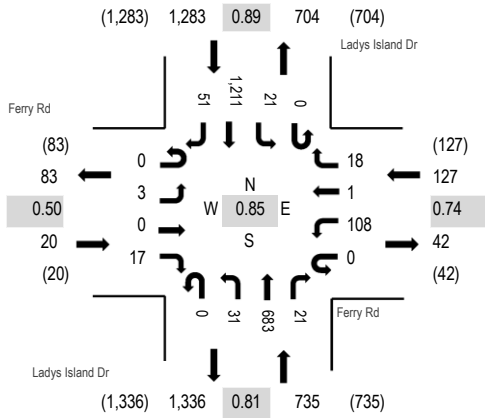 (1,283) 1,283 0.89 704 (704)
Ladys Island Dr
51 1,211 21 0
Ferry Rd
(83) (127)
0 18
83 127
3 N 1
0.50 W 0.85 E 0.74
0 S 108
20 42
17 0
(20) (42)
0 31 683 21
Ferry Rd
Ladys Island Dr
(1,336) 1,336 0.81 735 (735)